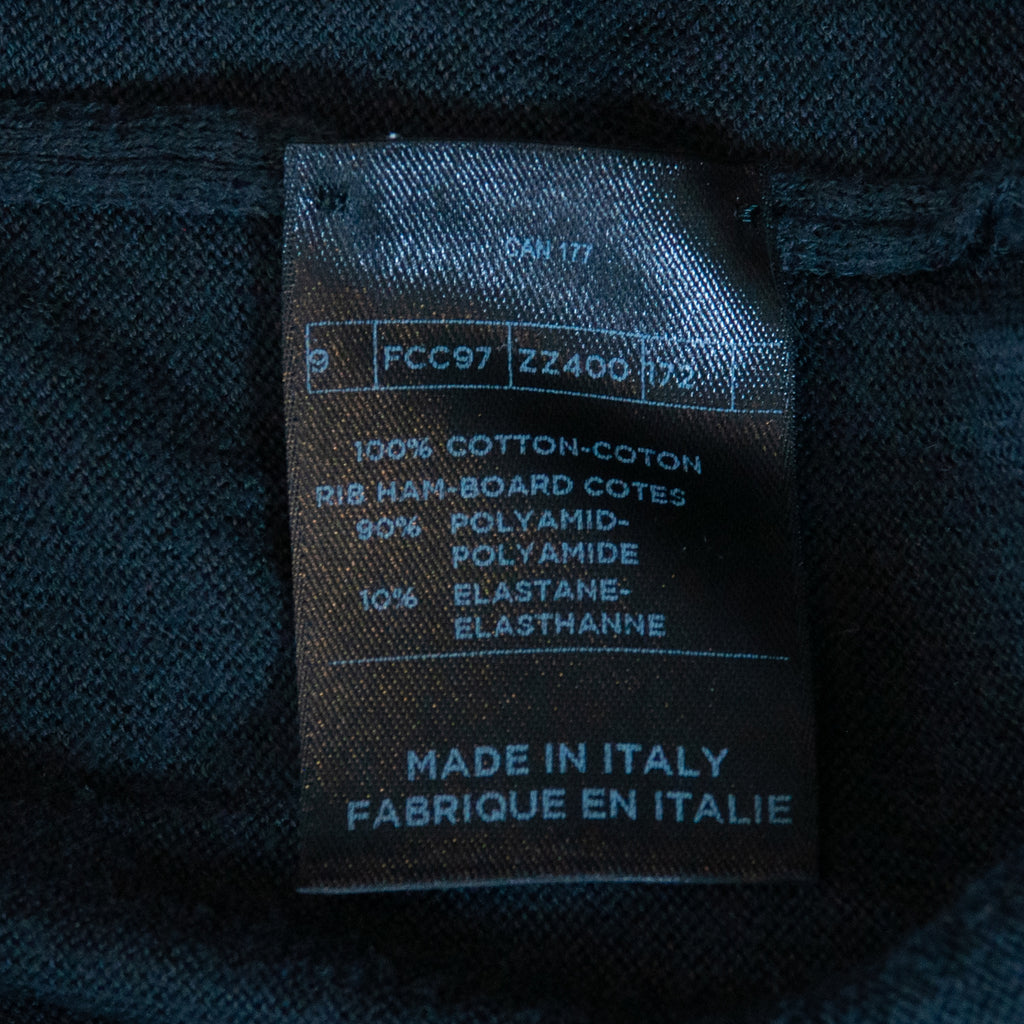 CAN 177
9 FCC97 ZZ400 172
100% COTTON-COTON
RIB HAM-BOARD COTES
90% POLYAMID-
POLYAMIDE
10% ELASTANE-
ELASTHANNE
MADE IN ITALY
FABRIQUE EN ITALIE